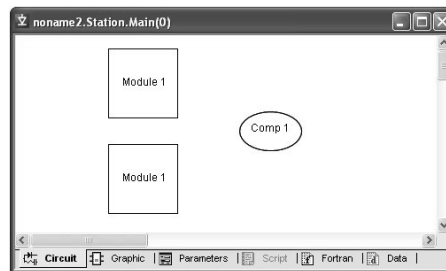 noname2.Station.Main(0)
Module 1
Comp 1
Module 1
Circuit Graphic Parameters Script Fortran Data